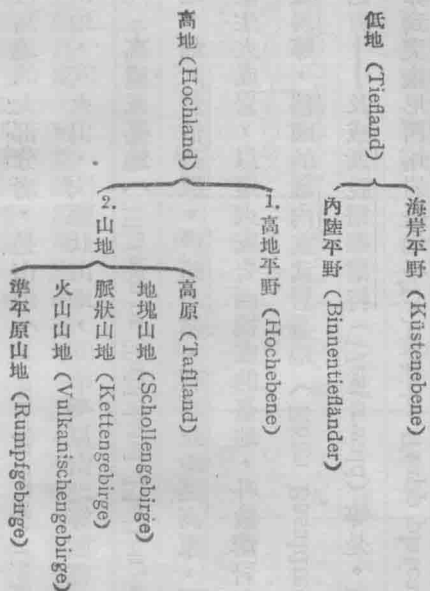 低地 (Tiefland)
海岸平野 (Küstenebene)
內陸平野 (Binnentiefländer)
高地 (Hochland)
1. 高地平野 (Hochebene)
2. 山地
高原 (Taflland)
地塊山地 (Schollengebirge)
脈狀山地 (Kettengebirge)
火山山地 (Vulkanischengebirge)
準平原山地 (Rumpfgebirge)